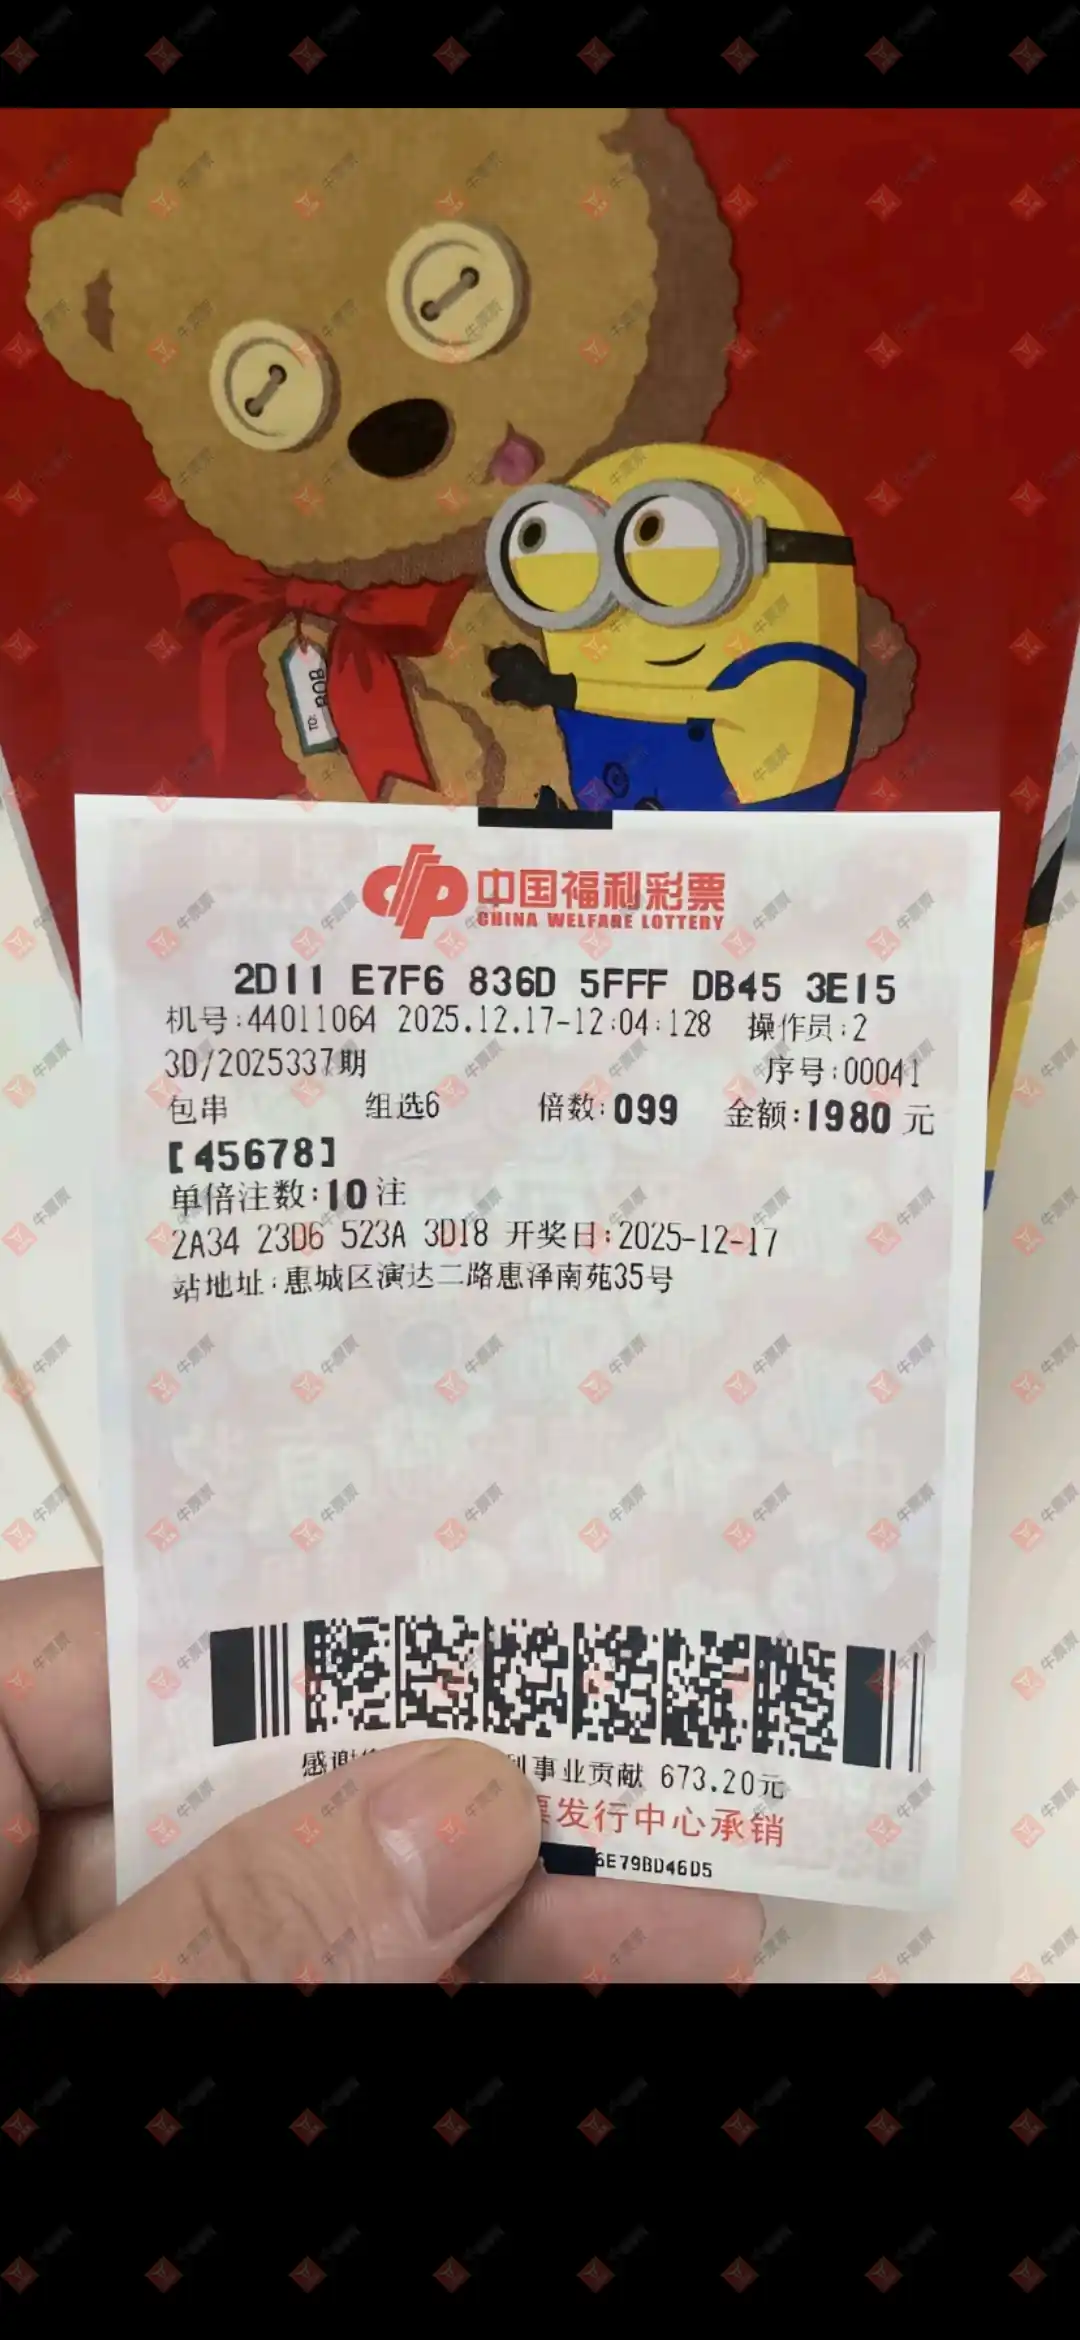 TO: BOB
中国福利彩票
CHINA WELFARE LOTTERY
2D11 E7F6 836D 5FFF DB45 3E15
机号:44011064 2025.12.17-12:04:128 操作员:2
3D/2025337期 序号:00041
包串 组选6 倍数:099 金额:1980 元
[45678]
单倍注数:10 注
2A34 23D6 523A 3D18 开奖日:2025-12-17
站地址:惠城区演达二路惠泽南苑35号
感谢 事业贡献 673.20元
发行中心承销
6E79BD46D5
牛票票